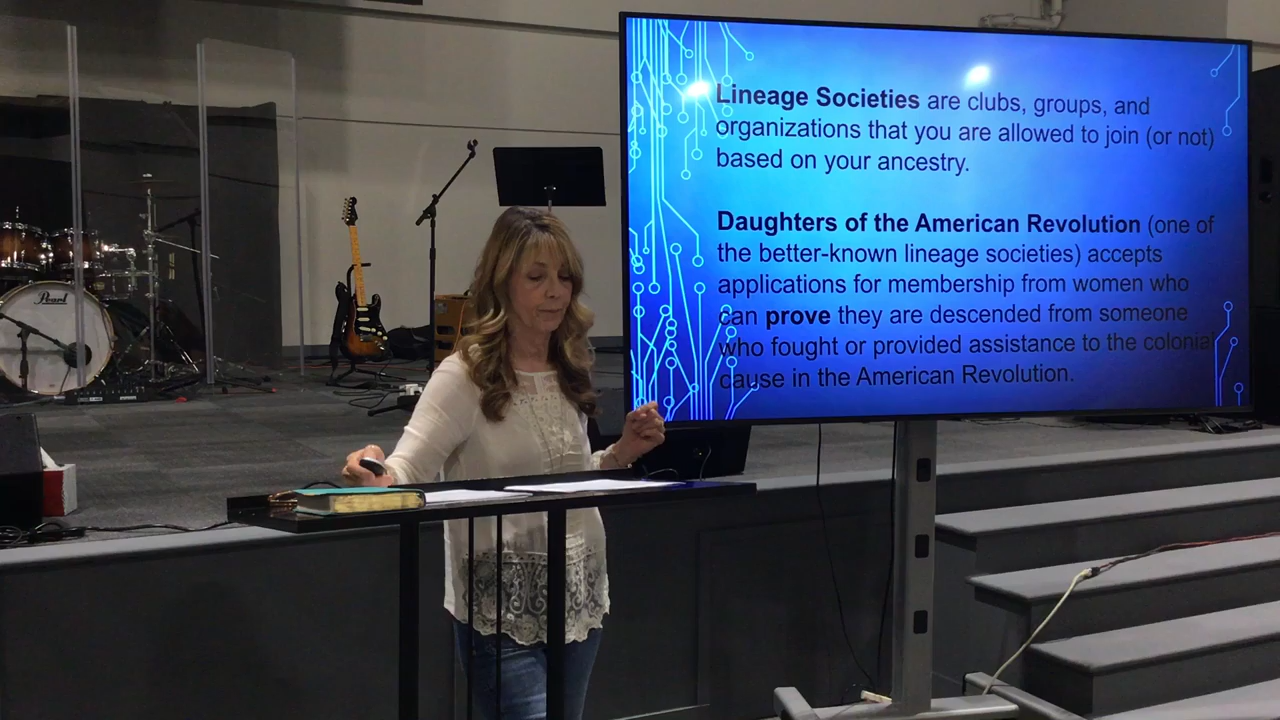 Lineage Societies are clubs, groups, and
organizations that you are allowed to join (or not)
based on your ancestry.
Daughters of the American Revolution (one of
the better-known lineage societies) accepts
applications for membership from women who
can prove they are descended from someone
who fought or provided assistance to the colonial
cause in the American Revolution.
Pearl